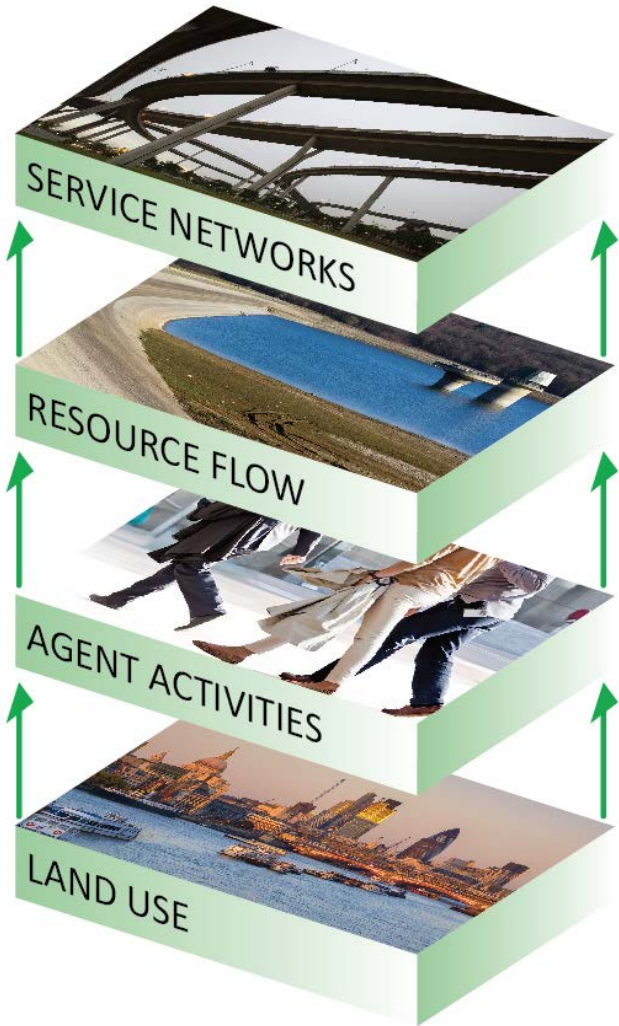 SERVICE NETWORKS
RESOURCE FLOW
AGENT ACTIVITIES
LAND USE